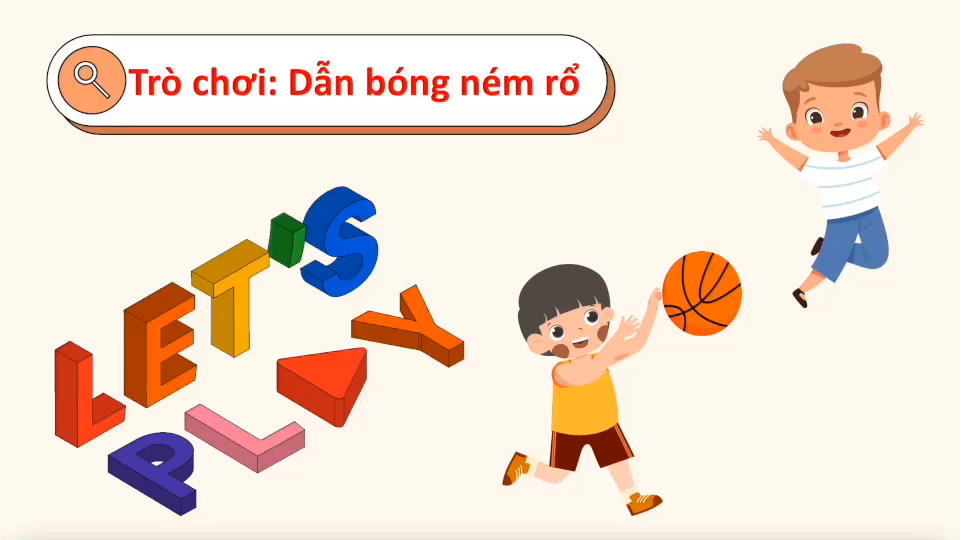 Trò chơi: Dẫn bóng ném rổ
LET'S
PLAY